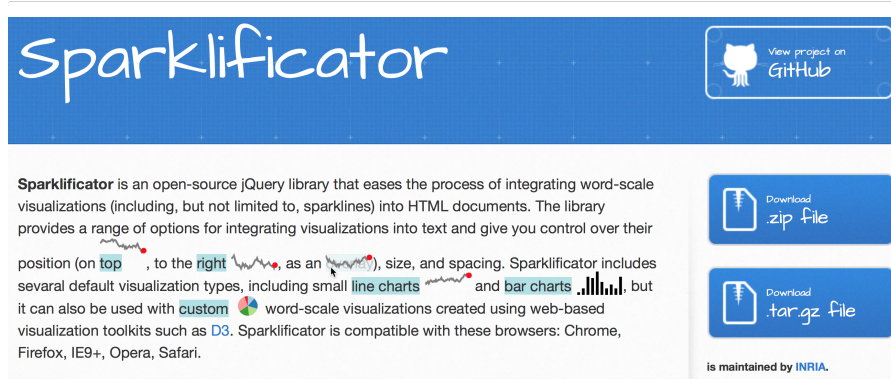 Sparklificator
View project on
GitHub
Sparklificator is an open-source jQuery library that eases the process of integrating word-scale
visualizations (including, but not limited to, sparklines) into HTML documents. The library
provides a range of options for integrating visualizations into text and give you control over their
position (on top , to the right , as an overlay), size, and spacing. Sparklificator includes
sevaral default visualization types, including small line charts and bar charts , but
it can also be used with custom word-scale visualizations created using web-based
visualization toolkits such as D3. Sparklificator is compatible with these browsers: Chrome,
Firefox, IE9+, Opera, Safari.
Download
.zip file
Download
.tar.gz file
is maintained by INRIA.